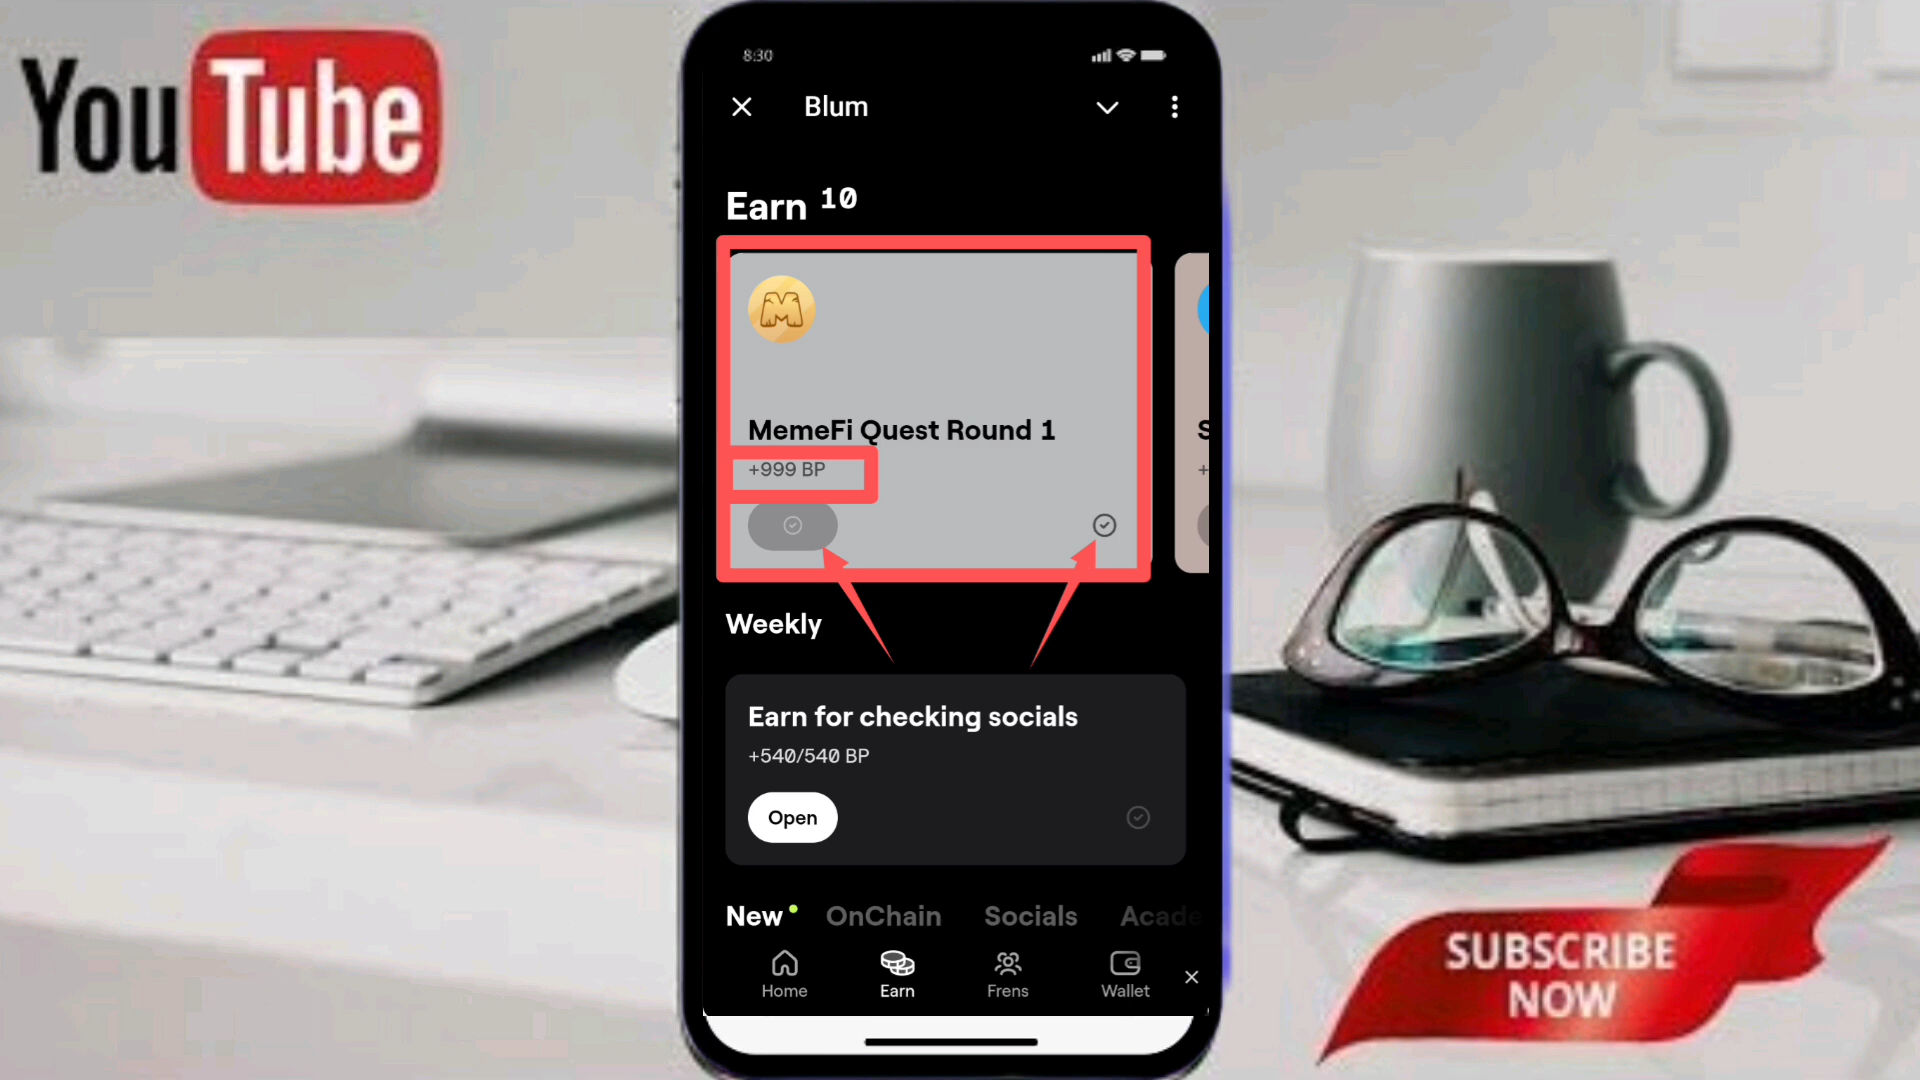 YouTube
8:30
Blum
Earn 10
MemeFi Quest Round 1
+999 BP
S
+
Weekly
Earn for checking socials
+540/540 BP
Open
New
OnChain
Socials
Acade
Home
Earn
Frens
Wallet
SUBSCRIBE
NOW